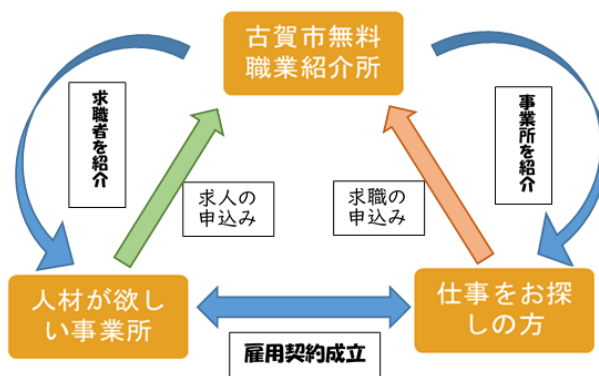 古賀市無料
職業紹介所
求職者を紹介
事業所を紹介
求人の
申込み
求職の
申込み
人材が欲し
い事業所
仕事をお探
しの方
雇用契約成立